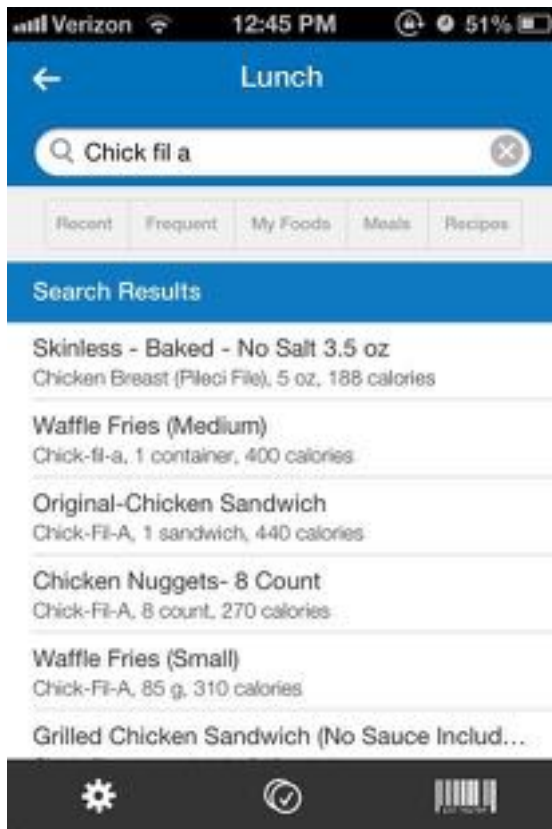 Verizon 12:45 PM 51%
Lunch
Chick fil a
Recent Frequent My Foods Meals Recipes
Search Results
Skinless - Baked - No Salt 3.5 oz
Chicken Breast (Pileci File), 5 oz, 188 calories
Waffle Fries (Medium)
Chick-fil-a, 1 container, 400 calories
Original-Chicken Sandwich
Chick-Fil-A, 1 sandwich, 440 calories
Chicken Nuggets- 8 Count
Chick-Fil-A, 8 count, 270 calories
Waffle Fries (Small)
Chick-Fil-A, 85 g, 310 calories
Grilled Chicken Sandwich (No Sauce Includ...